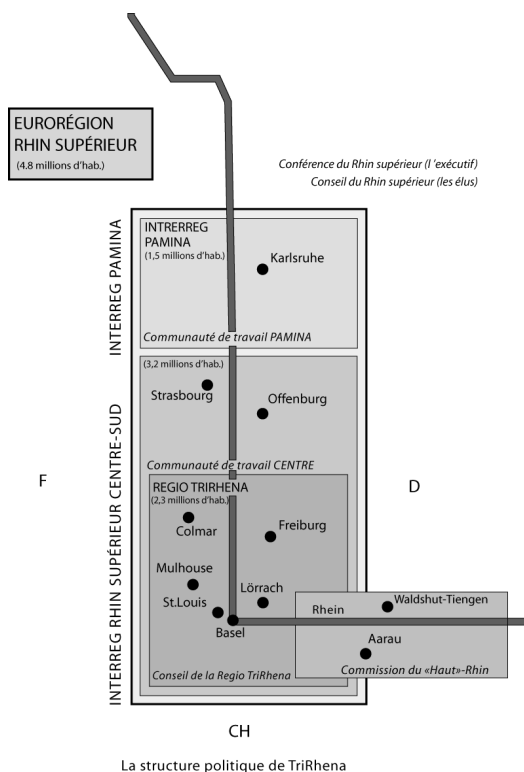 EURORÉGION
RHIN SUPÉRIEUR
(4.8 millions d'hab.)
Conférence du Rhin supérieur (l 'exécutif)
Conseil du Rhin supérieur (les élus)
INTERREG PAMINA
INTRERREG
PAMINA
(1,5 millions d'hab.)
Karlsruhe
Communauté de travail PAMINA
INTERREG RHIN SUPÉRIEUR CENTRE-SUD
(3,2 millions d'hab.)
Strasbourg
Offenburg
Communauté de travail CENTRE
F
D
REGIO TRIRHENA
(2,3 millions d'hab.)
Colmar
Freiburg
Mulhouse
St.Louis
Lörrach
Basel
Rhein
Waldshut-Tiengen
Aarau
Conseil de la Regio TriRhena
Commission du «Haut»-Rhin
CH
La structure politique de TriRhena